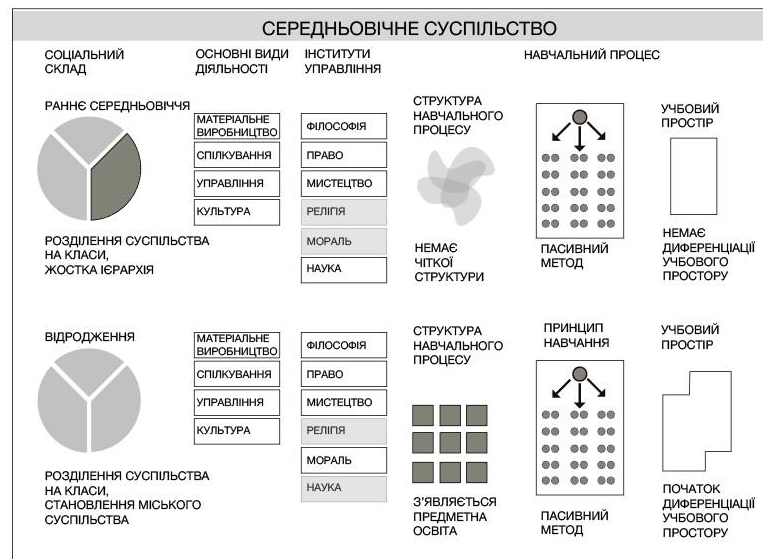 СЕРЕДНЬОВІЧНЕ СУСПІЛЬСТВО
СОЦІАЛЬНИЙ
СКЛАД
ОСНОВНІ ВИДИ
ДІЯЛЬНОСТІ
ІНСТИТУТИ
УПРАВЛІННЯ
НАВЧАЛЬНИЙ ПРОЦЕС
РАННЄ СЕРЕДНЬОВІЧЧЯ
МАТЕРІАЛЬНЕ
ВИРОБНИЦТВО
СПІЛКУВАННЯ
УПРАВЛІННЯ
КУЛЬТУРА
ФІЛОСОФІЯ
ПРАВО
МИСТЕЦТВО
РЕЛІГІЯ
МОРАЛЬ
НАУКА
СТРУКТУРА
НАВЧАЛЬНОГО
ПРОЦЕСУ
НЕМАЄ
ЧІТКОЇ
СТРУКТУРИ
ПАСИВНИЙ
МЕТОД
УЧБОВИЙ
ПРОСТІР
НЕМАЄ
ДИФЕРЕНЦІАЦІЇ
УЧБОВОГО
ПРОСТОРУ
РОЗДІЛЕННЯ СУСПІЛЬСТВА
НА КЛАСИ,
ЖОСТКА ІЄРАРХІЯ
ВІДРОДЖЕННЯ
МАТЕРІАЛЬНЕ
ВИРОБНИЦТВО
СПІЛКУВАННЯ
УПРАВЛІННЯ
КУЛЬТУРА
ФІЛОСОФІЯ
ПРАВО
МИСТЕЦТВО
РЕЛІГІЯ
МОРАЛЬ
НАУКА
СТРУКТУРА
НАВЧАЛЬНОГО
ПРОЦЕСУ
З'ЯВЛЯЄТЬСЯ
ПРЕДМЕТНА
ОСВІТА
ПРИНЦИП
НАВЧАННЯ
ПАСИВНИЙ
МЕТОД
УЧБОВИЙ
ПРОСТІР
ПОЧАТОК
ДИФЕРЕНЦІАЦІЇ
УЧБОВОГО
ПРОСТОРУ
РОЗДІЛЕННЯ СУСПІЛЬСТВА
НА КЛАСИ,
СТАНОВЛЕННЯ МІСЬКОГО
СУСПІЛЬСТВА